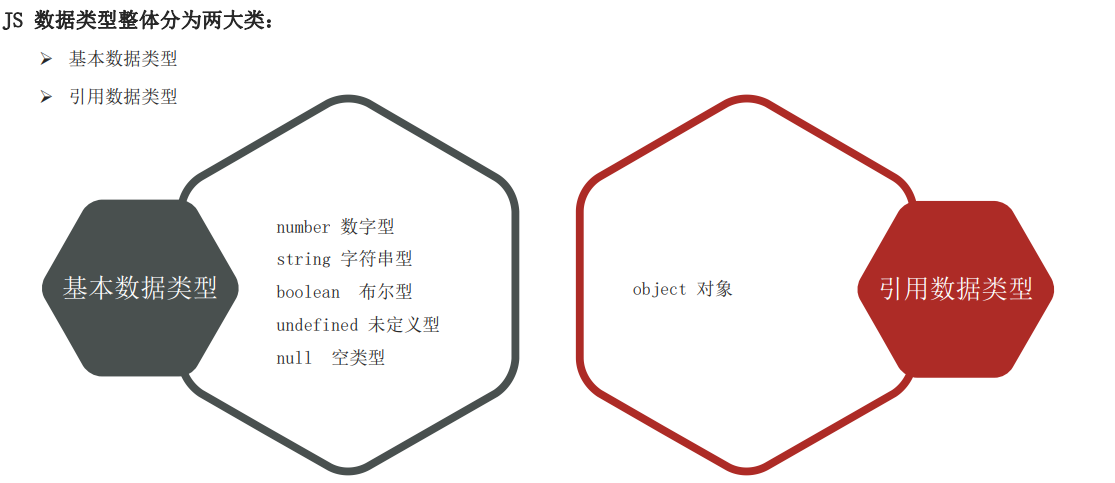 JS 数据类型整体分为两大类：
➢ 基本数据类型
➢ 引用数据类型
基本数据类型
number 数字型
string 字符串型
boolean 布尔型
undefined 未定义型
null 空类型
object 对象
引用数据类型